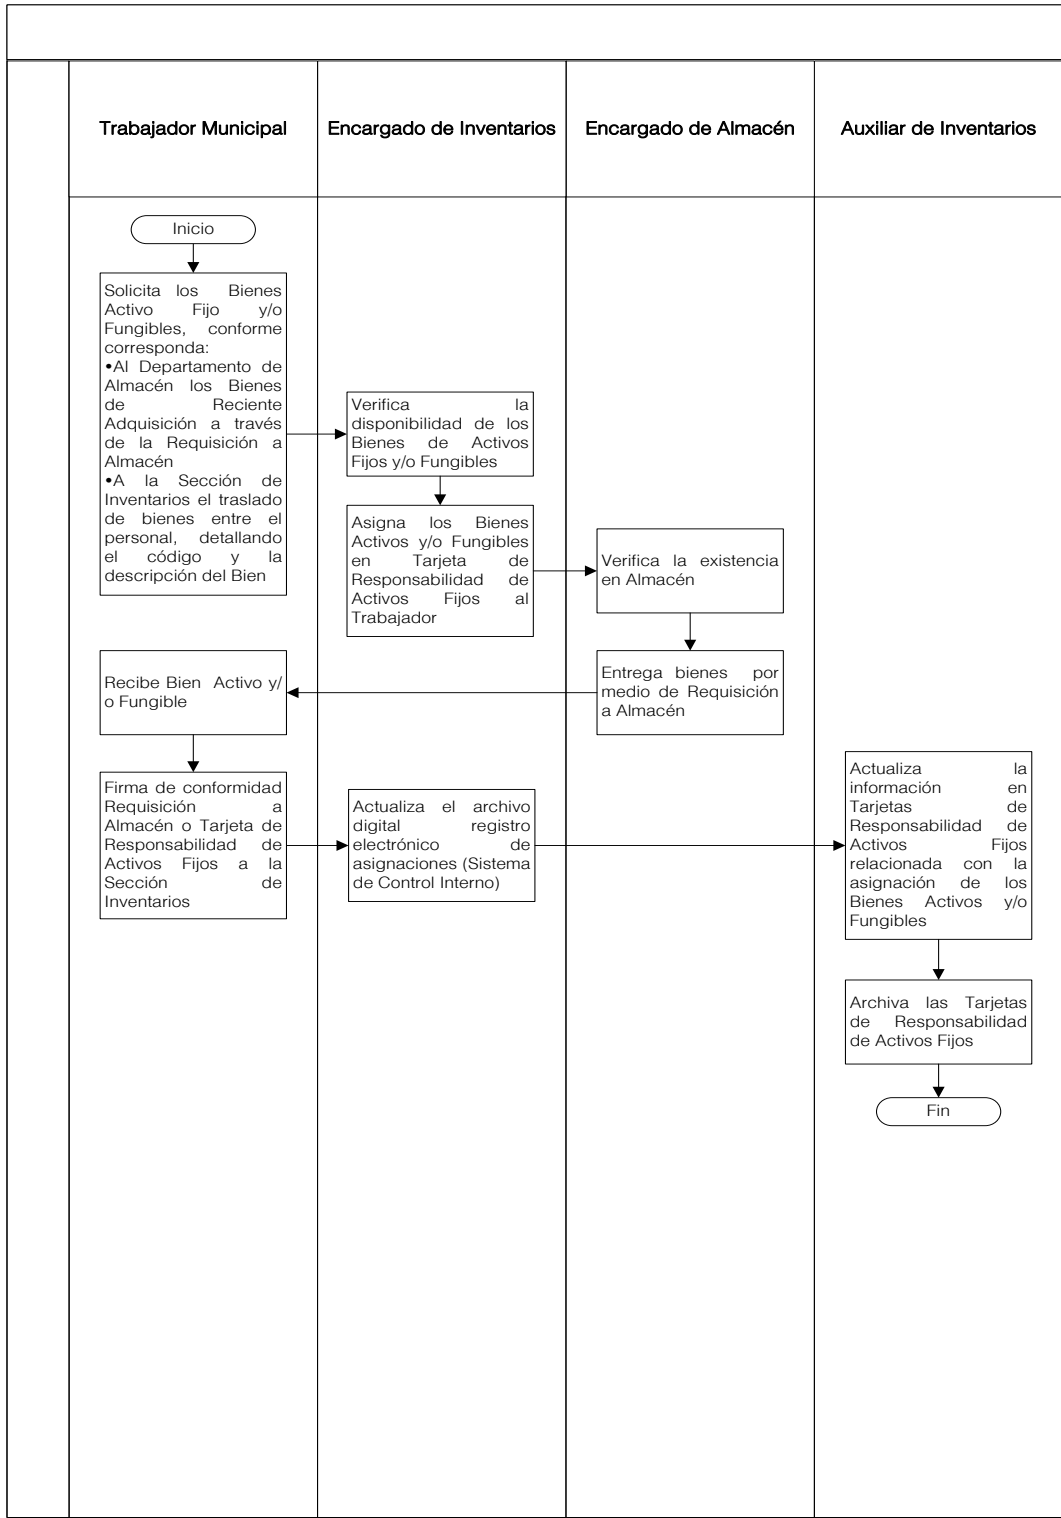 Trabajador Municipal
Encargado de Inventarios
Encargado de Almacén
Auxiliar de Inventarios
Inicio
Solicita los Bienes
Activo Fijo y/o
Fungibles, conforme
corresponda:
•Al Departamento de
Almacén los Bienes
de Reciente
Adquisición a través
de la Requisición a
Almacén
•A la Sección de
Inventarios el traslado
de bienes entre el
personal, detallando
el código y la
descripción del Bien
Verifica la
disponibilidad de los
Bienes de Activos
Fijos y/o Fungibles
Asigna los Bienes
Activos y/o Fungibles
en Tarjeta de
Responsabilidad de
Activos Fijos al
Trabajador
Verifica la existencia
en Almacén
Entrega bienes por
medio de Requisición
a Almacén
Recibe Bien Activo y/
o Fungible
Firma de conformidad
Requisición a
Almacén o Tarjeta de
Responsabilidad de
Activos Fijos a la
Sección de
Inventarios
Actualiza el archivo
digital registro
electrónico de
asignaciones (Sistema
de Control Interno)
Actualiza la
información en
Tarjetas de
Responsabilidad de
Activos Fijos
relacionada con la
asignación de los
Bienes Activos y/o
Fungibles
Archiva las Tarjetas
de Responsabilidad
de Activos Fijos
Fin